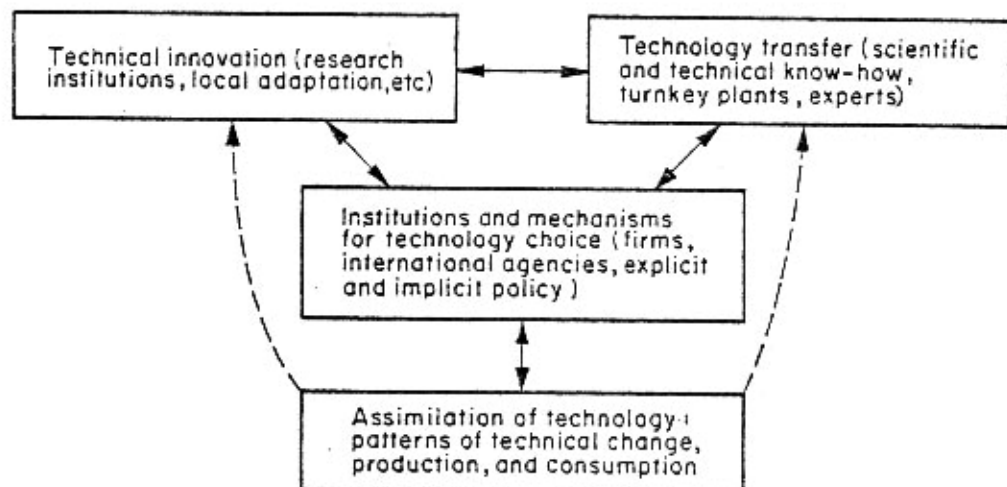 Technical innovation (research
institutions, local adaptation, etc)
Technology transfer (scientific
and technical know-how,
turnkey plants, experts)
Institutions and mechanisms
for technology choice (firms,
international agencies, explicit
and implicit policy)
Assimilation of technology:
patterns of technical change,
production, and consumption